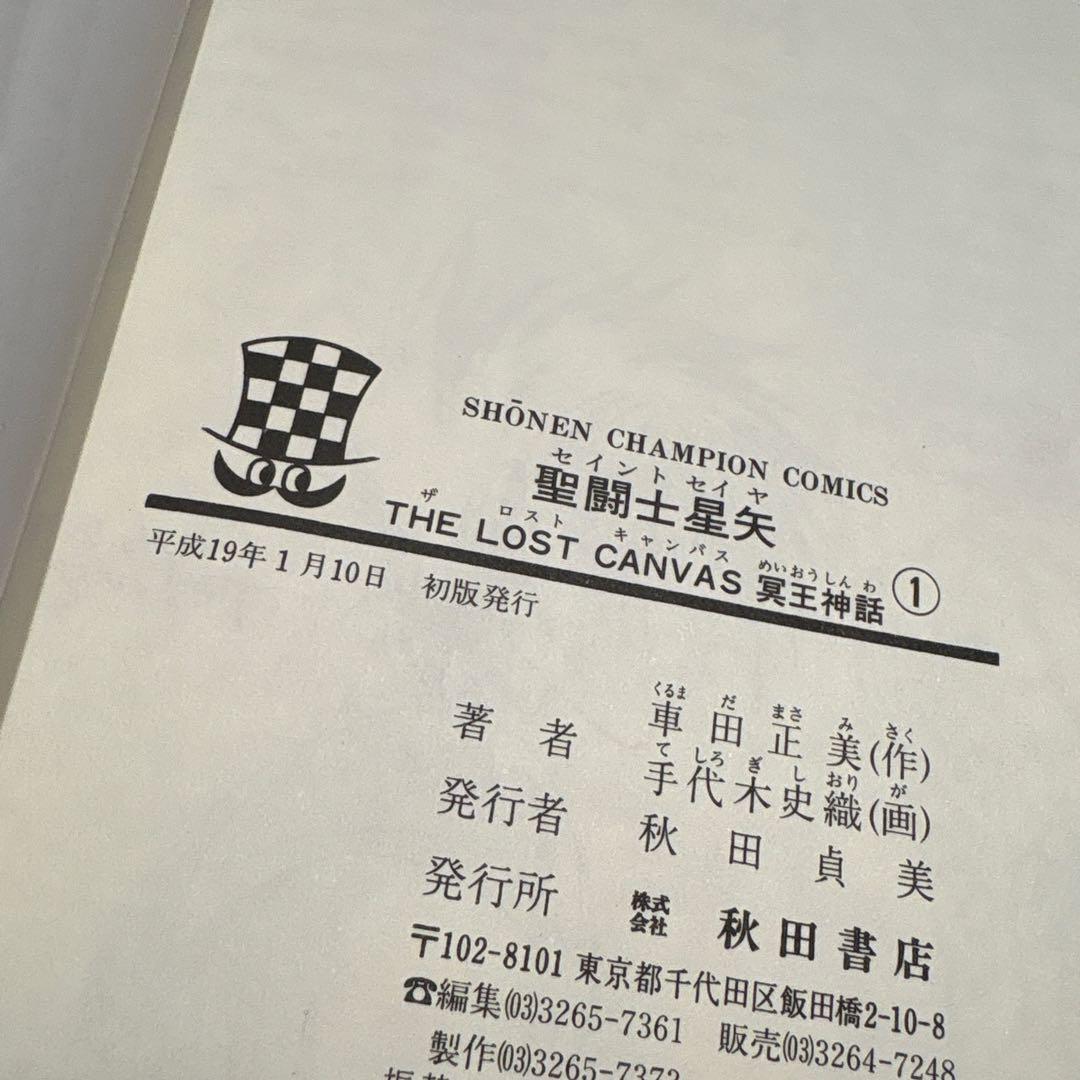 SHŌNEN CHAMPION COMICS
セイント セイヤ
聖闘士星矢
ザ ロスト キャンバス めいおうしんわ
THE LOST CANVAS 冥王神話 ①
平成19年1月10日 初版発行
くるま だ まさ み さく
著者 車田正美(作)
て しろ ぎ し おり が
手代木史織(画)
発行者 秋田貞美
発行所 株式会社 秋田書店
〒102-8101 東京都千代田区飯田橋2-10-8
☎編集(03)3265-7361 販売(03)3264-7248
製作(03)3265-7373